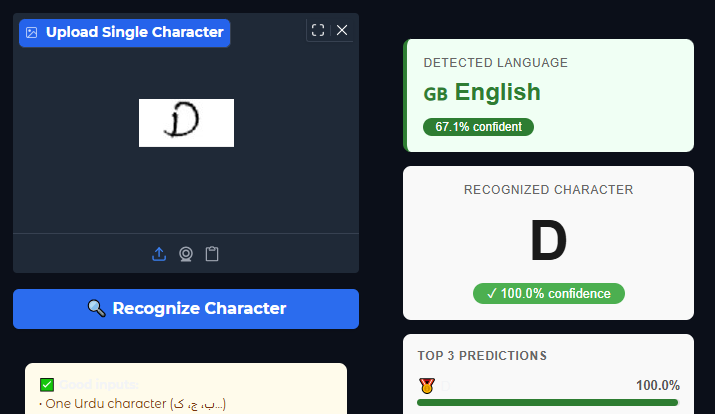 Upload Single Character
D
Recognize Character
Good inputs:
• One Urdu character (ب، ج، ک...)
DETECTED LANGUAGE
GB English
67.1% confident
RECOGNIZED CHARACTER
D
✓ 100.0% confidence
TOP 3 PREDICTIONS
D 100.0%